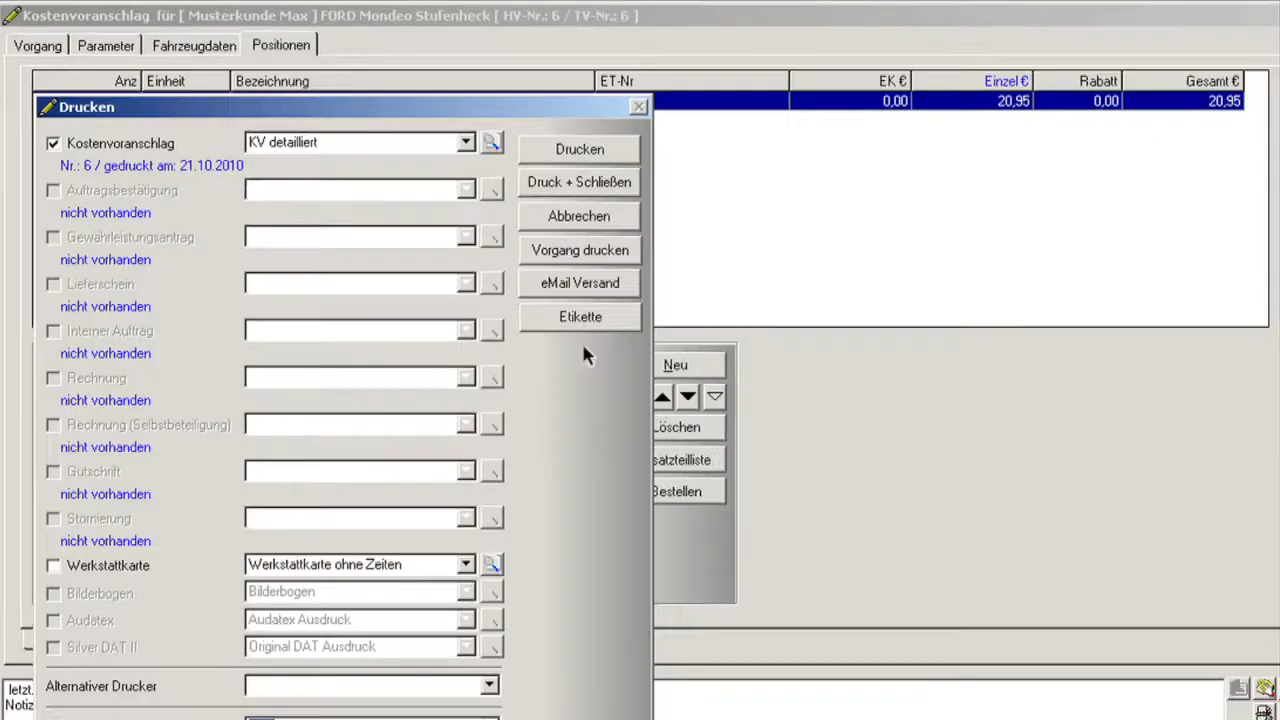 Kostenvoranschlag für [ Musterkunde Max ] FORD Mondeo Stufenheck [ HV-Nr.: 6 / TV-Nr.: 6 ]
Vorgang Parameter Fahrzeugdaten Positionen
Anz Einheit Bezeichnung ET-Nr EK € Einzel € Rabatt Gesamt €
0,00 20,95 0,00 20,95
Drucken
Kostenvoranschlag KV detailliert Drucken
Nr.: 6 / gedruckt am: 21.10.2010
Druck + Schließen
Auftragsbestätigung
nicht vorhanden Abbrechen
Gewährleistungsantrag
Vorgang drucken
nicht vorhanden
Lieferschein eMail Versand
nicht vorhanden
Etikette
Interner Auftrag
nicht vorhanden
Neu
Rechnung
nicht vorhanden
Rechnung (Selbstbeteiligung)
Löschen
nicht vorhanden
satzteilliste
Gutschrift
nicht vorhanden
Bestellen
Stornierung
nicht vorhanden
Werkstattkarte Werkstattkarte ohne Zeiten
Bilderbogen Bilderbogen
Audatex Audatex Ausdruck
Silver DAT II Original DAT Ausdruck
Alternativer Drucker
letzt.
Notiz